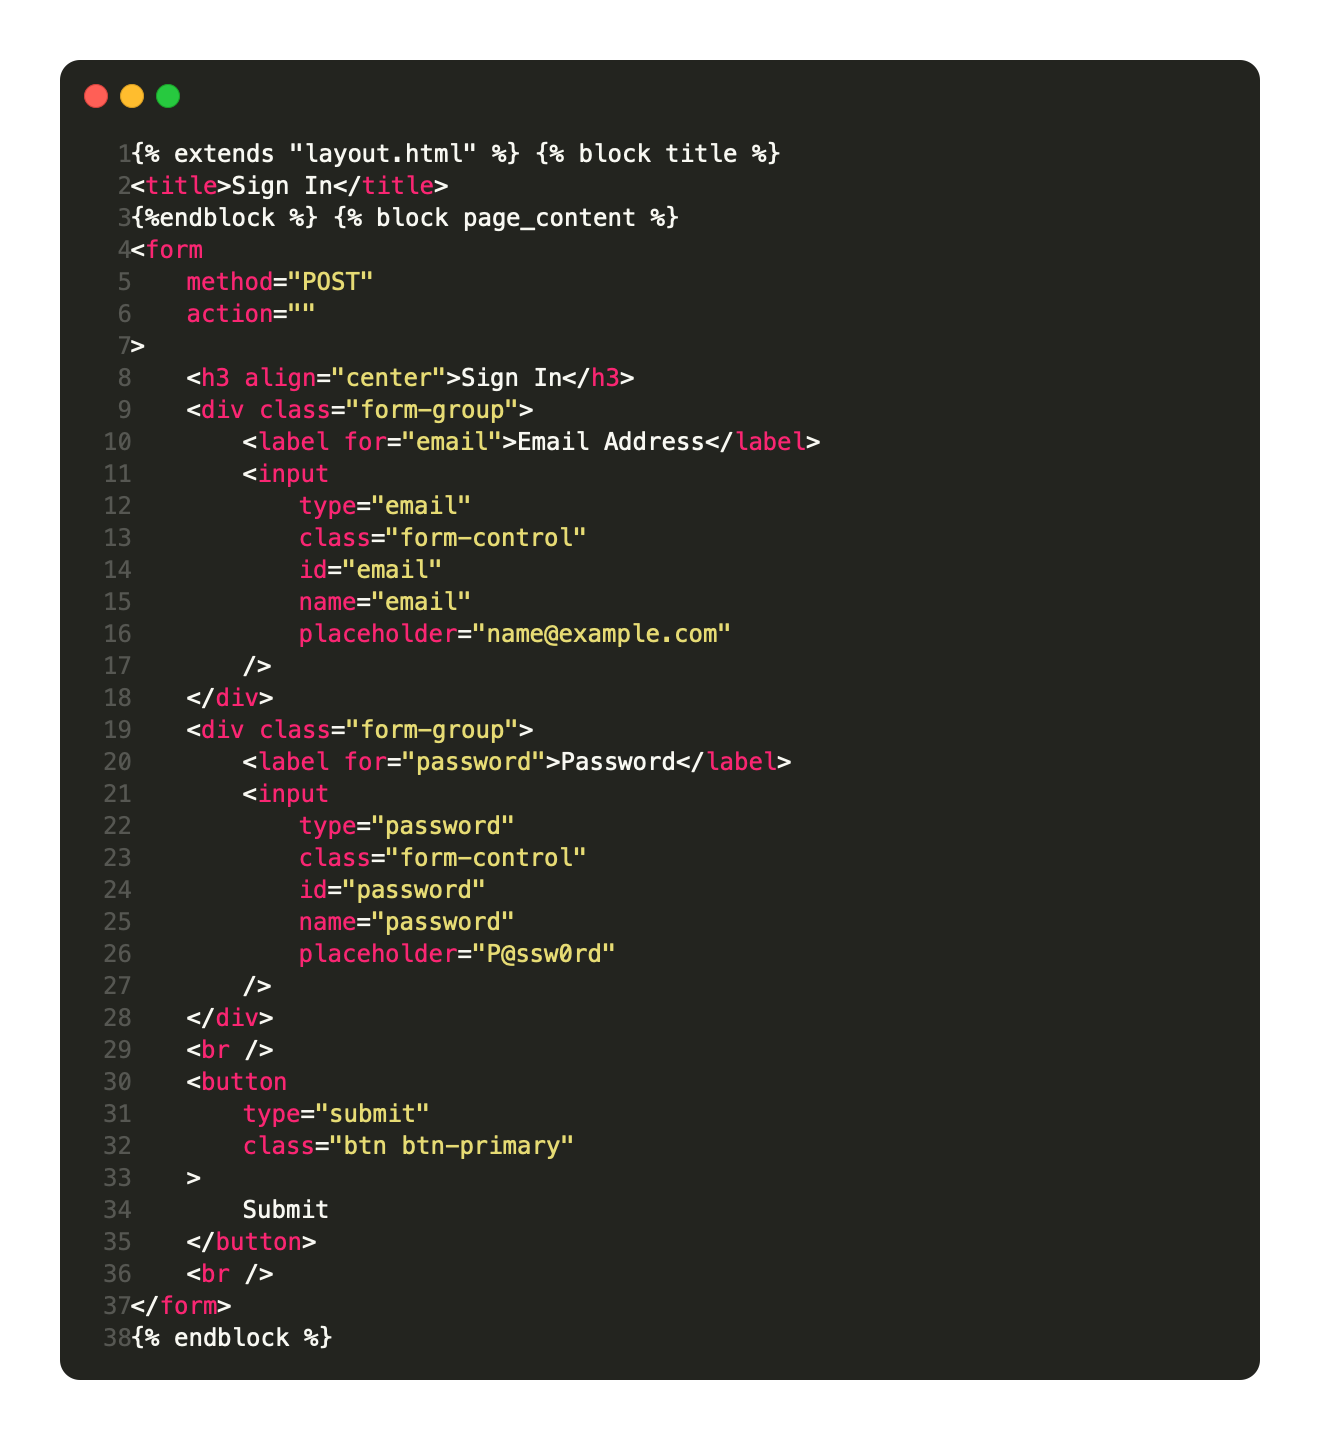 1{% extends "layout.html" %} {% block title %}
2<title>Sign In</title>
3{%endblock %} {% block page_content %}
4<form
5    method="POST"
6    action=""
7>
8    <h3 align="center">Sign In</h3>
9    <div class="form-group">
10        <label for="email">Email Address</label>
11        <input
12            type="email"
13            class="form-control"
14            id="email"
15            name="email"
16            placeholder="name@example.com"
17        />
18    </div>
19    <div class="form-group">
20        <label for="password">Password</label>
21        <input
22            type="password"
23            class="form-control"
24            id="password"
25            name="password"
26            placeholder="P@ssw0rd"
27        />
28    </div>
29    <br />
30    <button
31        type="submit"
32        class="btn btn-primary"
33    >
34        Submit
35    </button>
36    <br />
37</form>
38{% endblock %}